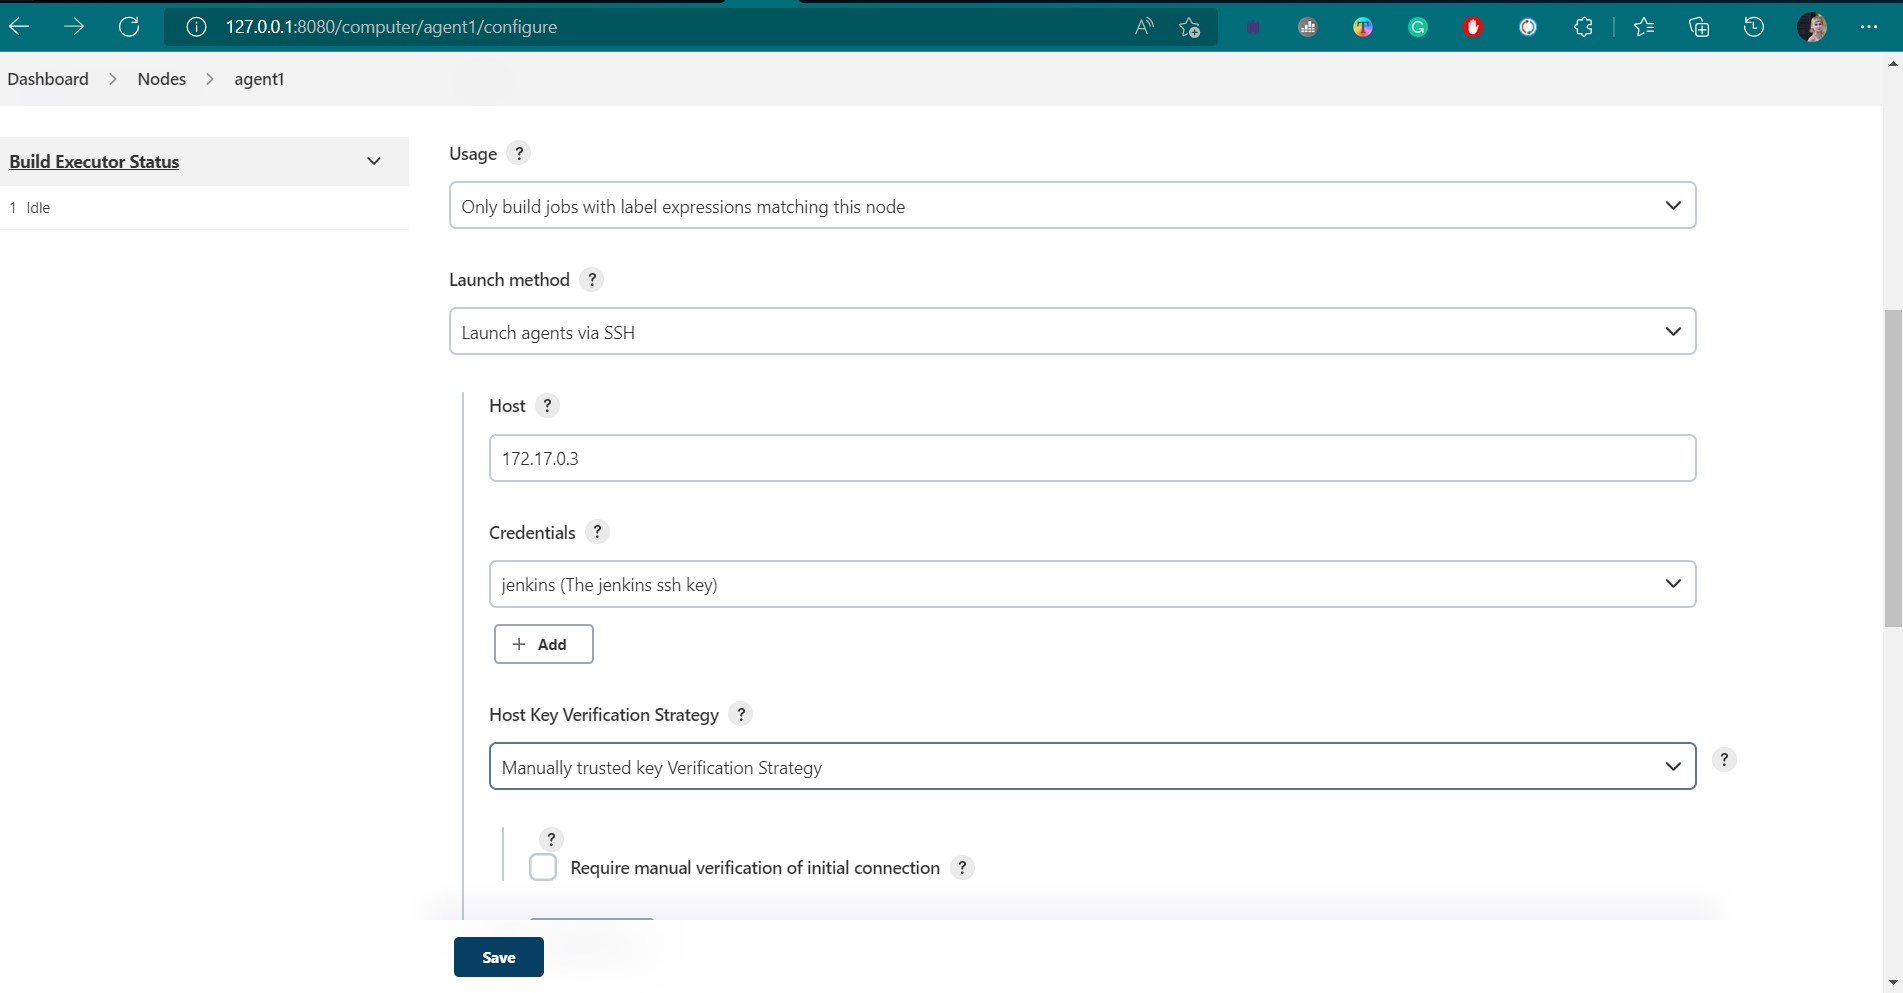 127.0.0.1:8080/computer/agent1/configure
Dashboard > Nodes > agent1
Build Executor Status
1 Idle
Usage ?
Only build jobs with label expressions matching this node
Launch method ?
Launch agents via SSH
Host ?
172.17.0.3
Credentials ?
jenkins (The jenkins ssh key)
+ Add
Host Key Verification Strategy ?
Manually trusted key Verification Strategy
?
?
Require manual verification of initial connection ?
Save